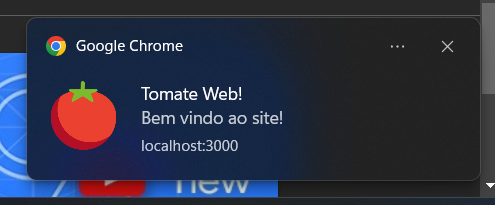 Google Chrome
Tomate Web!
Bem vindo ao site!
localhost:3000
new